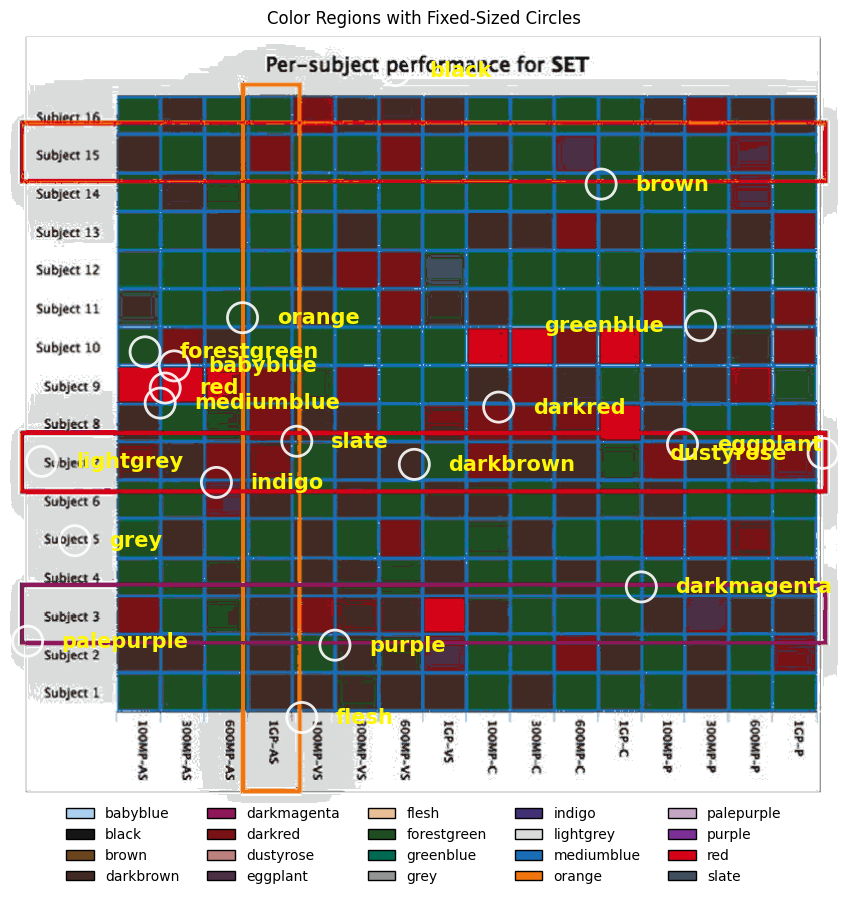 Color Regions with Fixed-Sized Circles
Per-subject performance for SET
black
Subject 16
Subject 15
brown
Subject 14
Subject 13
Subject 12
Subject 11
orange
greenblue
Subject 10
forestgreen
babyblue
Subject 9
red
mediumblue
darkred
Subject 8
slate
eggplant
dustyrose
lightgrey
darkbrown
indigo
Subject 6
Subject 5
grey
Subject 4
darkmagenta
Subject 3
palepurple
purple
Subject 2
Subject 1
flesh
100MP-AS
300MP-AS
600MP-AS
1GP-AS
600MP-VS
1GP-VS
100MP-C
300MP-C
600MP-C
1GP-C
100MP-P
300MP-P
600MP-P
1GP-P
babyblue darkmagenta flesh indigo palepurple
black darkred forestgreen lightgrey purple
brown dustyrose greenblue mediumblue red
darkbrown eggplant grey orange slate